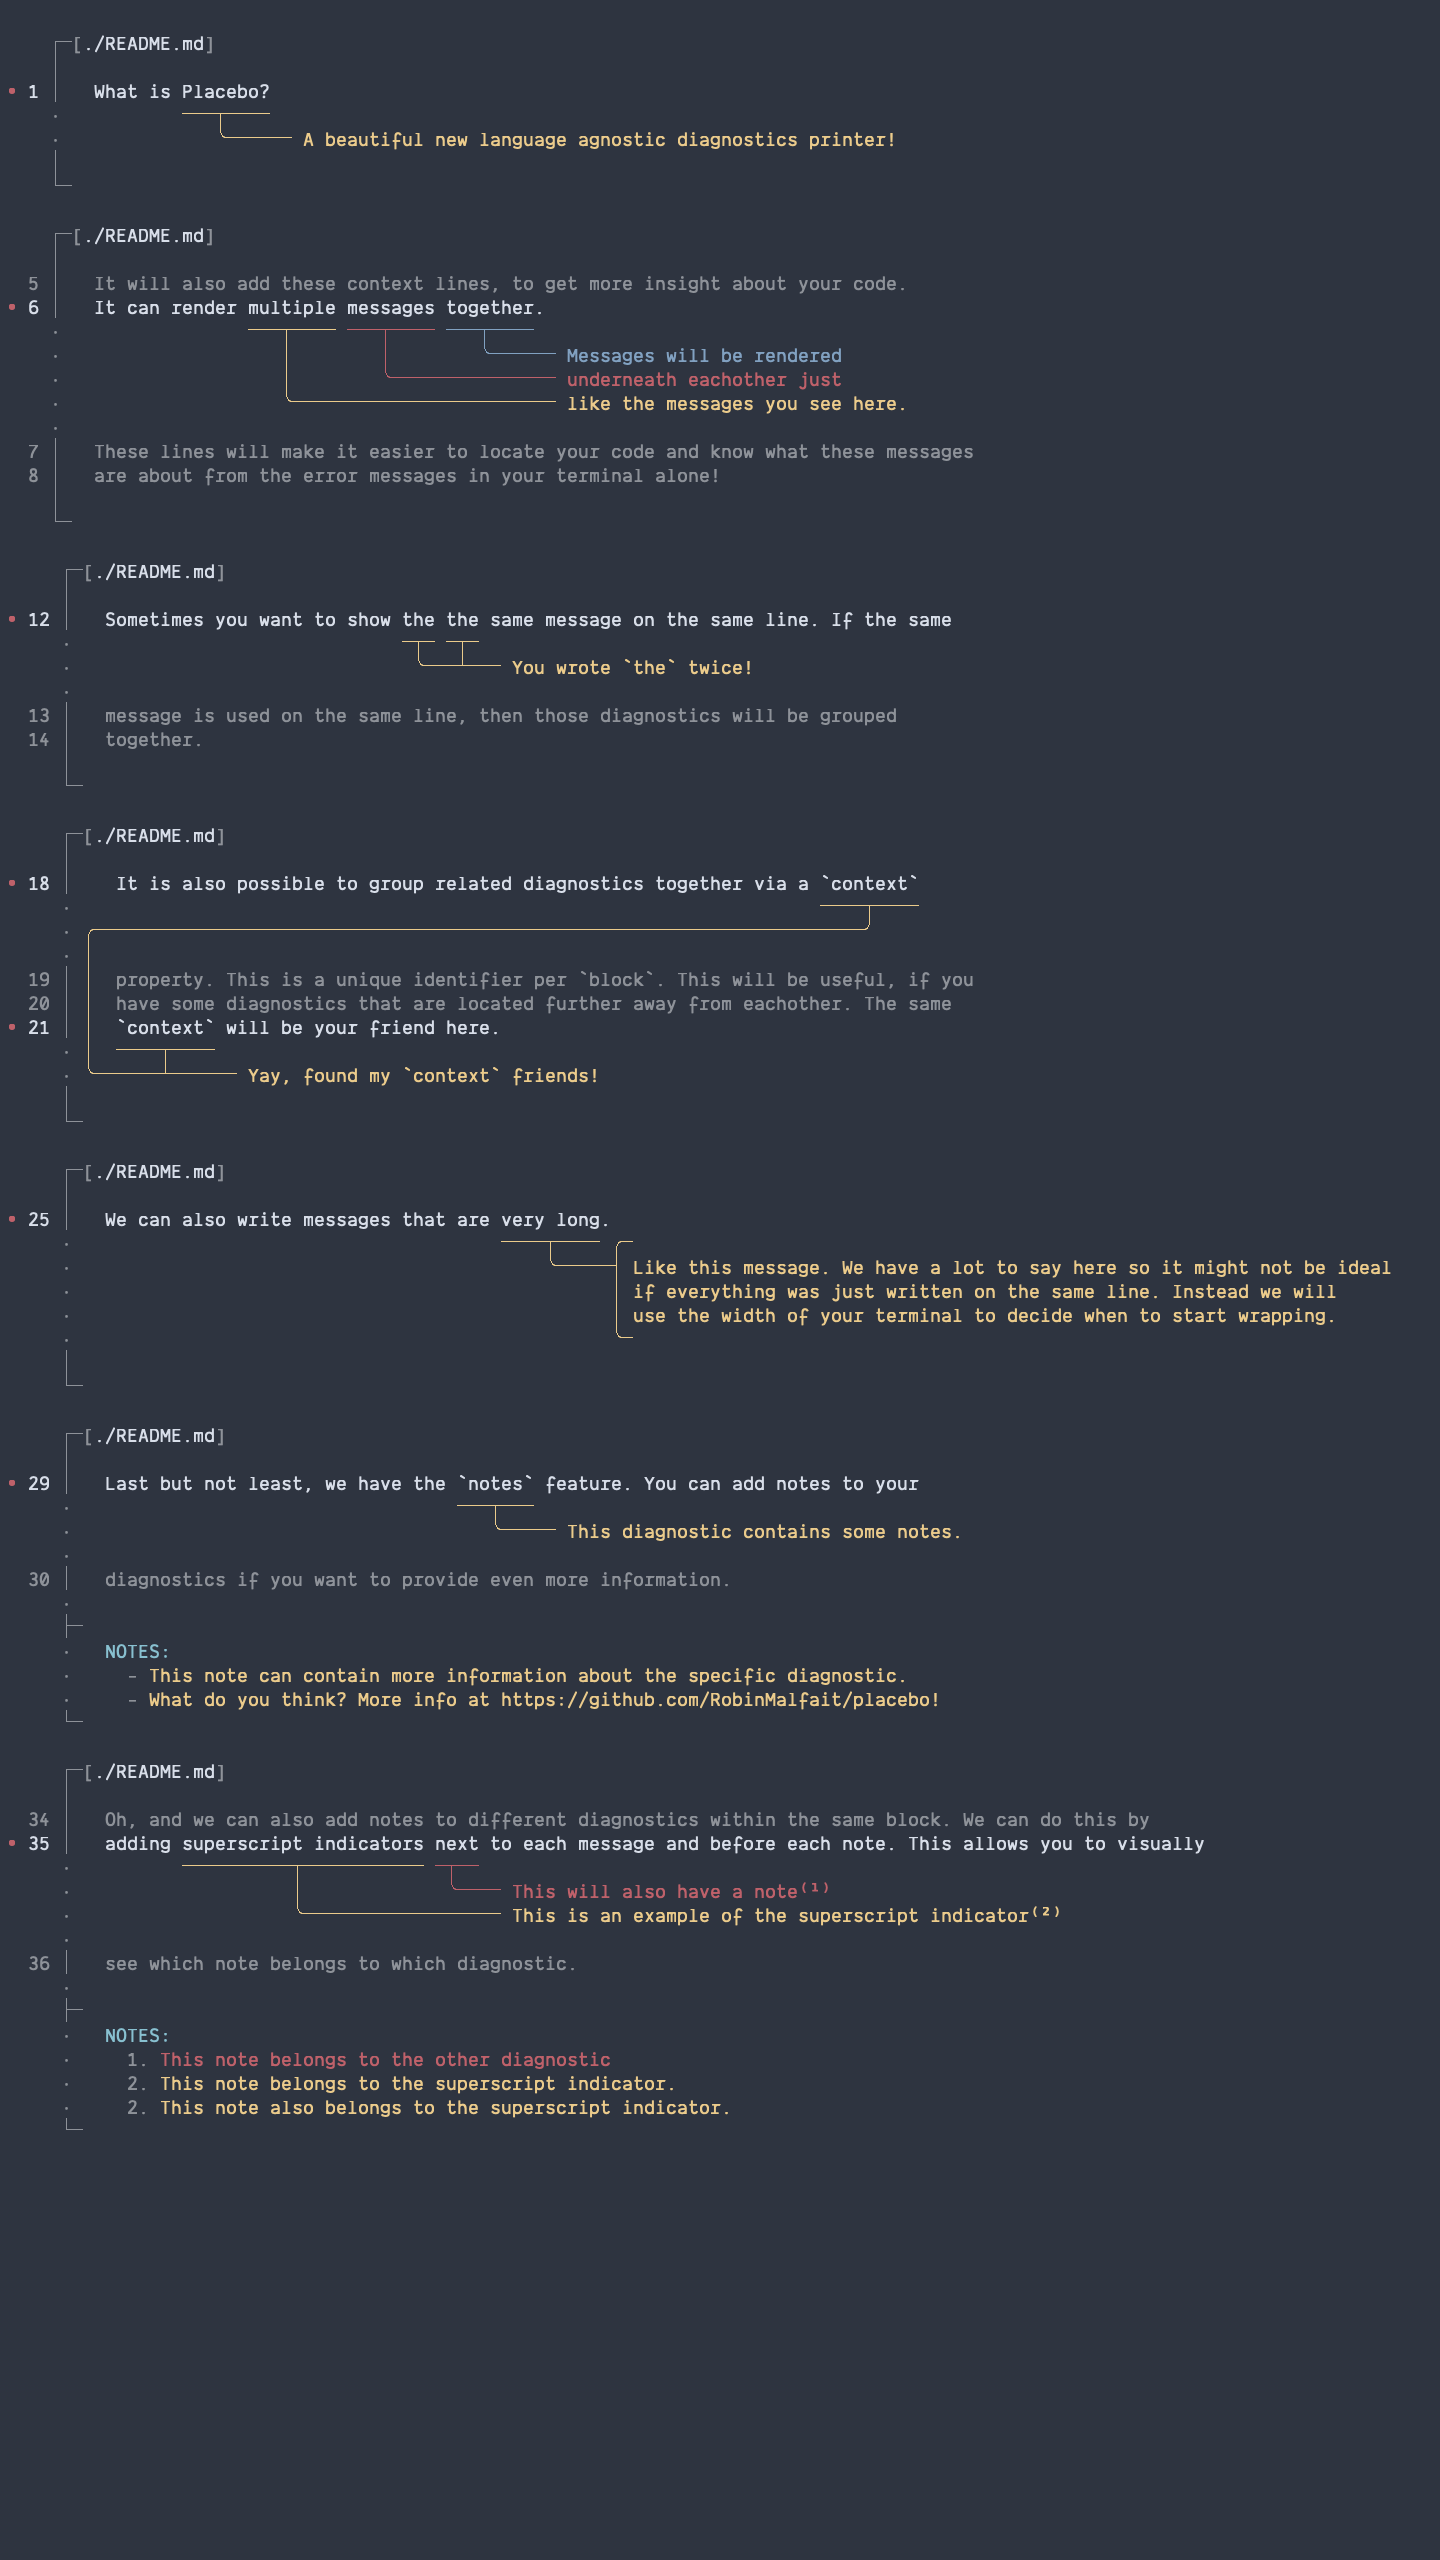 [./README.md]
1 What is Placebo?
A beautiful new language agnostic diagnostics printer!
[./README.md]
5 It will also add these context lines, to get more insight about your code.
6 It can render multiple messages together.
Messages will be rendered
underneath eachother just
like the messages you see here.
7 These lines will make it easier to locate your code and know what these messages
8 are about from the error messages in your terminal alone!
[./README.md]
12 Sometimes you want to show the the same message on the same line. If the same
You wrote `the` twice!
13 message is used on the same line, then those diagnostics will be grouped
14 together.
[./README.md]
18 It is also possible to group related diagnostics together via a `context`
19 property. This is a unique identifier per `block`. This will be useful, if you
20 have some diagnostics that are located further away from eachother. The same
21 `context` will be your friend here.
Yay, found my `context` friends!
[./README.md]
25 We can also write messages that are very long.
Like this message. We have a lot to say here so it might not be ideal
if everything was just written on the same line. Instead we will
use the width of your terminal to decide when to start wrapping.
[./README.md]
29 Last but not least, we have the `notes` feature. You can add notes to your
This diagnostic contains some notes.
30 diagnostics if you want to provide even more information.
NOTES:
- This note can contain more information about the specific diagnostic.
- What do you think? More info at https://github.com/RobinMalfait/placebo!
[./README.md]
34 Oh, and we can also add notes to different diagnostics within the same block. We can do this by
35 adding superscript indicators next to each message and before each note. This allows you to visually
This will also have a note⁽¹⁾
This is an example of the superscript indicator⁽²⁾
36 see which note belongs to which diagnostic.
NOTES:
1. This note belongs to the other diagnostic
2. This note belongs to the superscript indicator.
2. This note also belongs to the superscript indicator.